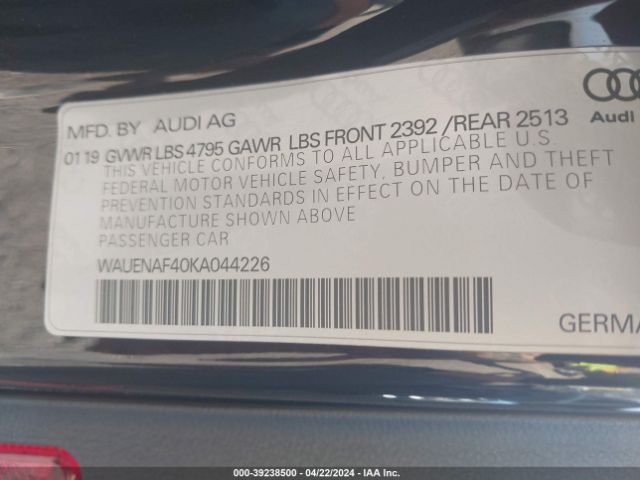 MFD. BY AUDI AG
01 19 GVWR LBS 4795 GAWR LBS FRONT 2392 /REAR 2513
THIS VEHICLE CONFORMS TO ALL APPLICABLE U.S.
FEDERAL MOTOR VEHICLE SAFETY, BUMPER AND THEFT
PREVENTION STANDARDS IN EFFECT ON THE DATE OF
MANUFACTURE SHOWN ABOVE
PASSENGER CAR
WAUENAF40KA044226
Audi
GERMA
000-39238500 | 04/22/2024 | IAA Inc.